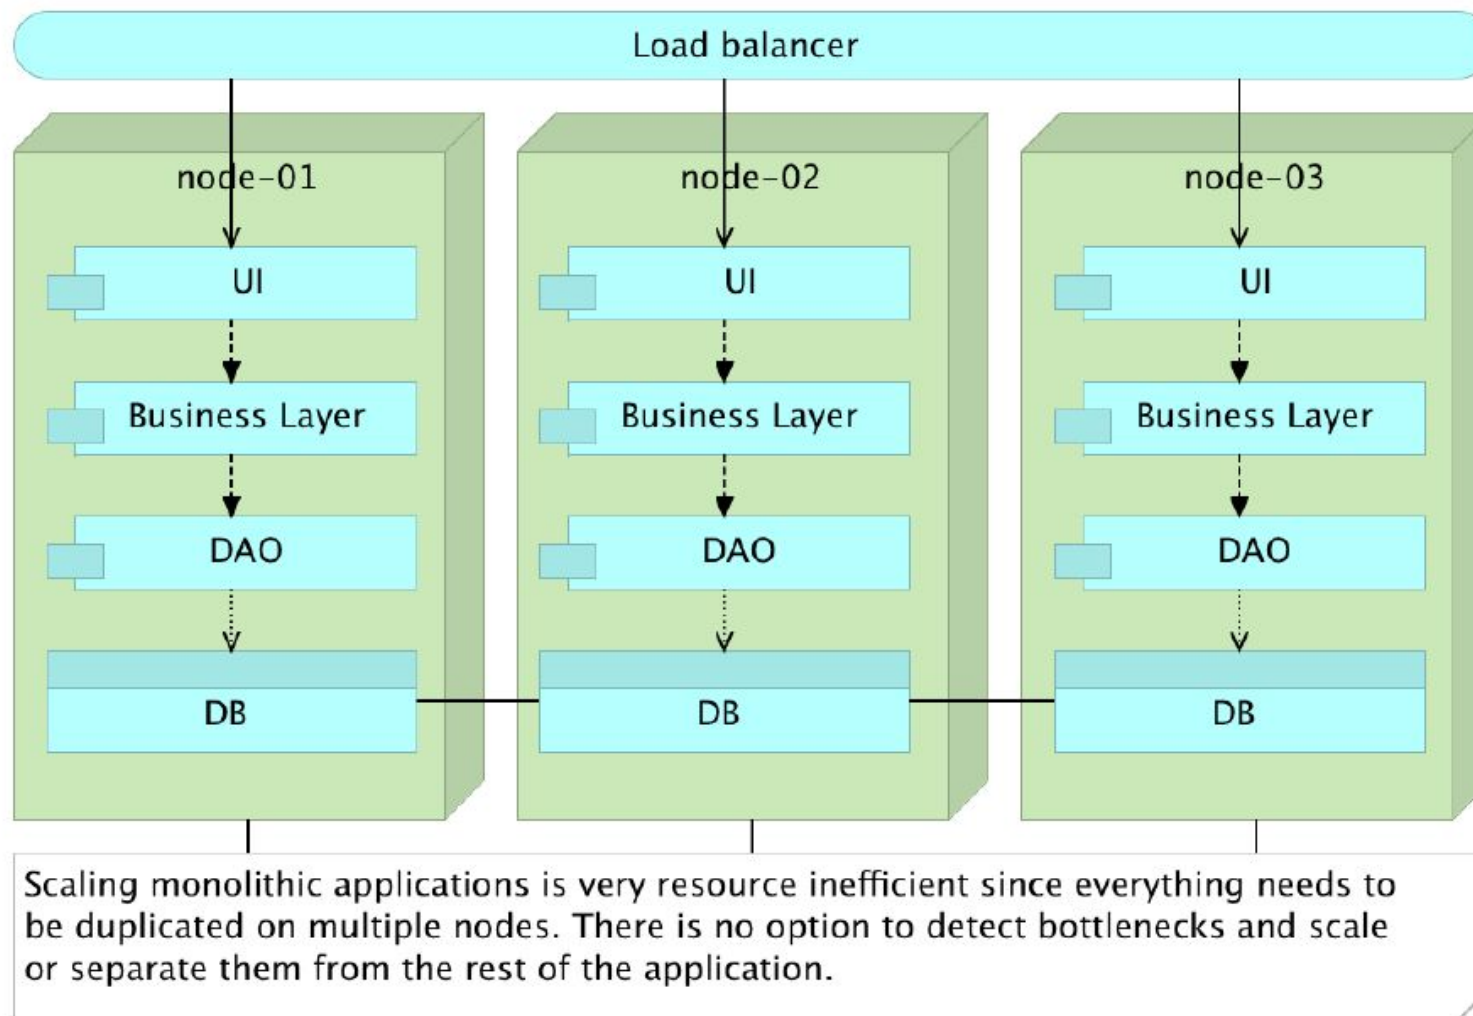 Load balancer
node-01
node-02
node-03
UI
UI
UI
Business Layer
Business Layer
Business Layer
DAO
DAO
DAO
DB
DB
DB
Scaling monolithic applications is very resource inefficient since everything needs to
be duplicated on multiple nodes. There is no option to detect bottlenecks and scale
or separate them from the rest of the application.